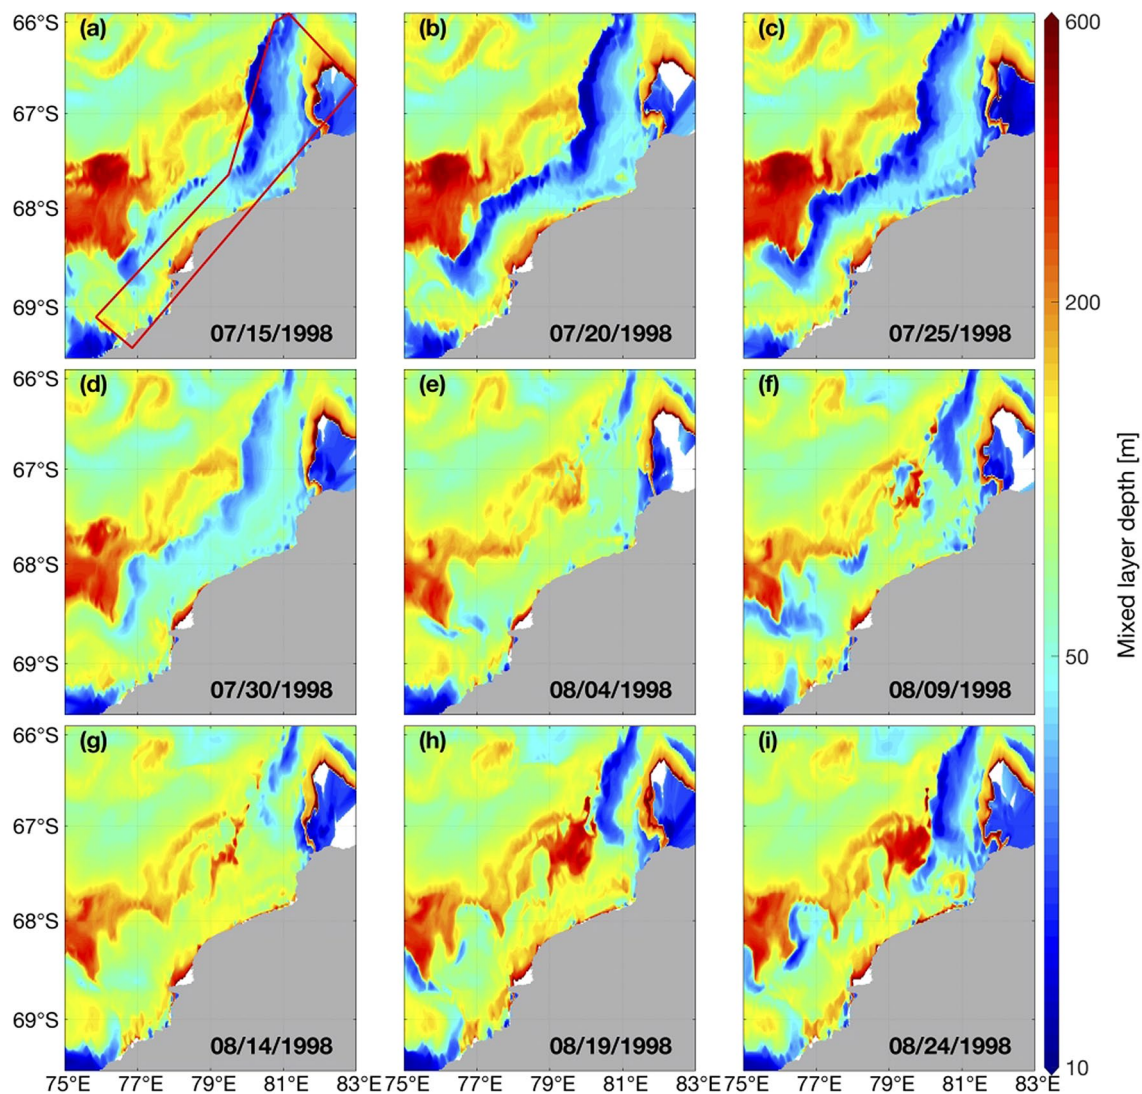 66°S (a) (b) (c) 600
67°S
68°S
69°S 200
07/15/1998 07/20/1998 07/25/1998
66°S (d) (e) (f)
67°S
Mixed layer depth [m]
68°S
69°S 50
07/30/1998 08/04/1998 08/09/1998
66°S (g) (h) (i)
67°S
68°S
69°S
08/14/1998 08/19/1998 08/24/1998
10
75°E 77°E 79°E 81°E 83°E 75°E 77°E 79°E 81°E 83°E 75°E 77°E 79°E 81°E 83°E